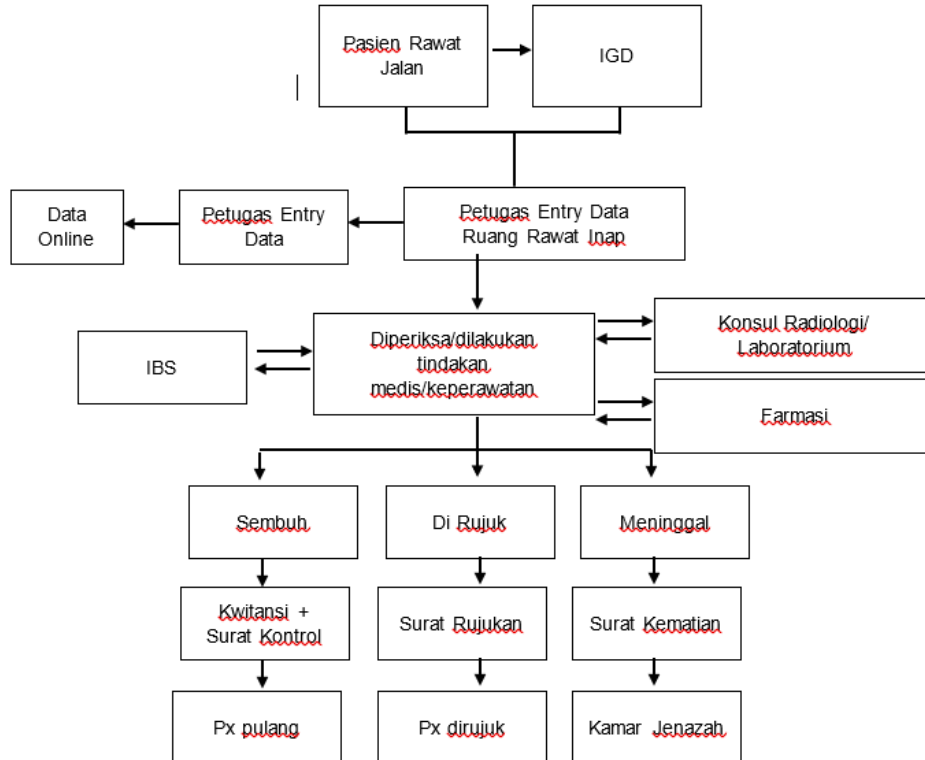 Pasien Rawat
Jalan
IGD
Data
Online
Petugas Entry
Data
Petugas Entry Data
Ruang Rawat Inap
IBS
Diperiksa/dilakukan
tindakan
medis/keperawatan
Konsul Radiologi/
Laboratorium
Farmasi
Sembuh
Di Rujuk
Meninggal
Kwitansi +
Surat Kontrol
Surat Rujukan
Surat Kematian
Px pulang
Px dirujuk
Kamar Jenazah